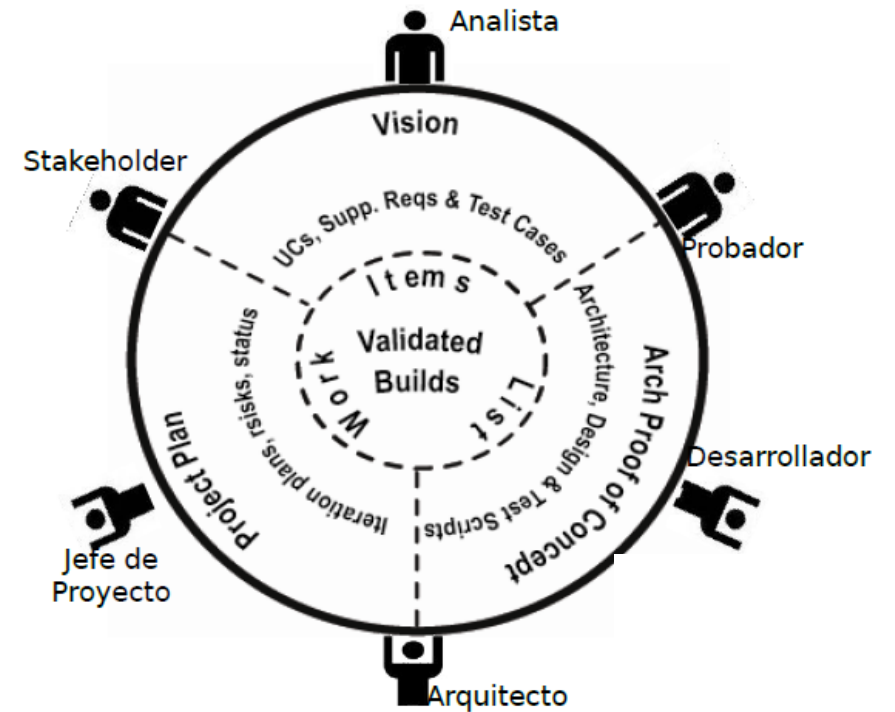 Analista
Vision
Stakeholder
UCs, Supp. Reqs & Test Cases
Probador
Items
Validated
Builds
Work
List
Iteration plans, rsisks, status
Project Plan
Architecture, Design & Test Scripts
Arch Proof of Concept
Desarrollador
Jefe de
Proyecto
Arquitecto